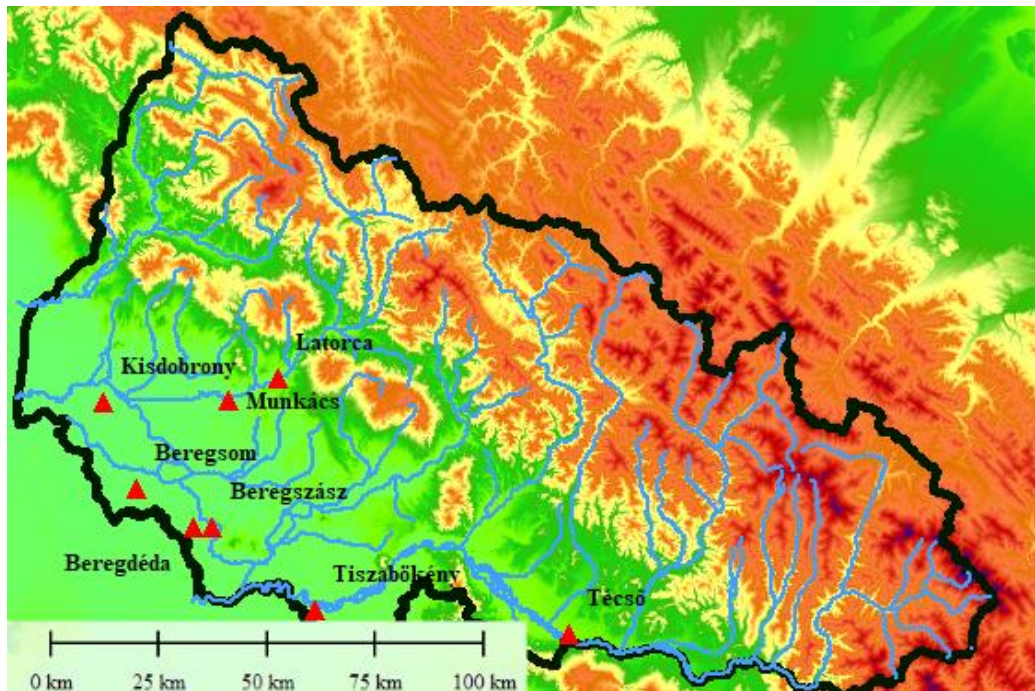 Latorca
Kisdobrony
Munkács
Beregsom
Beregszász
Beregdéda
Tiszabökény
Técső
0 km 25 km 50 km 75 km 100 km